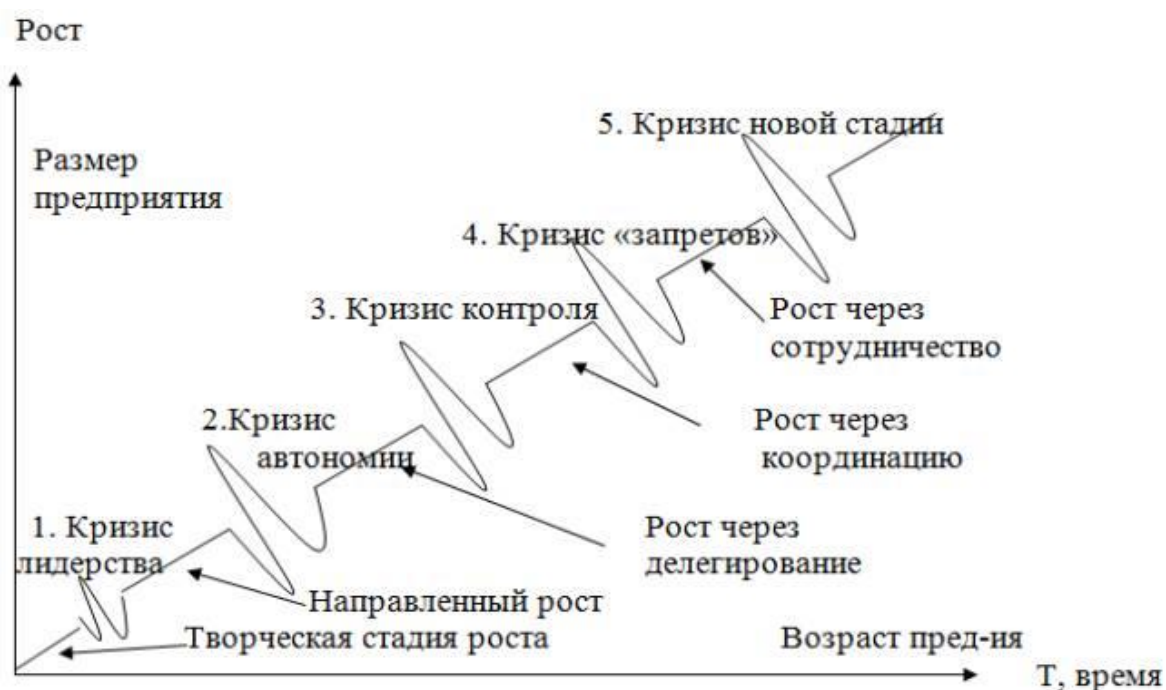 Рост
Размер
предприятия
5. Кризис новой стадии
4. Кризис «запретов»
3. Кризис контроля
Рост через
сотрудничество
2.Кризис
автономии
Рост через
координацию
1. Кризис
лидерства
Рост через
делегирование
Направленный рост
Творческая стадия роста
Возраст пред-ия
Т, время